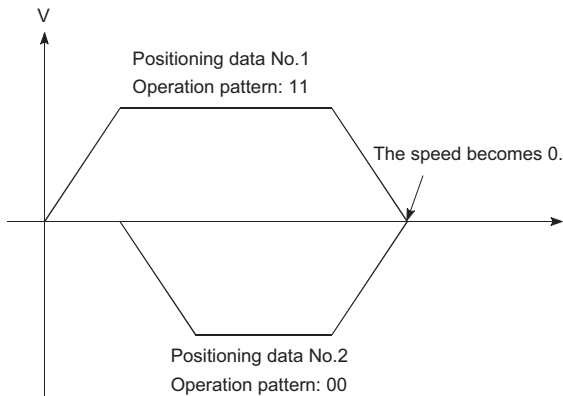 V
Positioning data No.1
Operation pattern: 11
The speed becomes 0.
Positioning data No.2
Operation pattern: 00